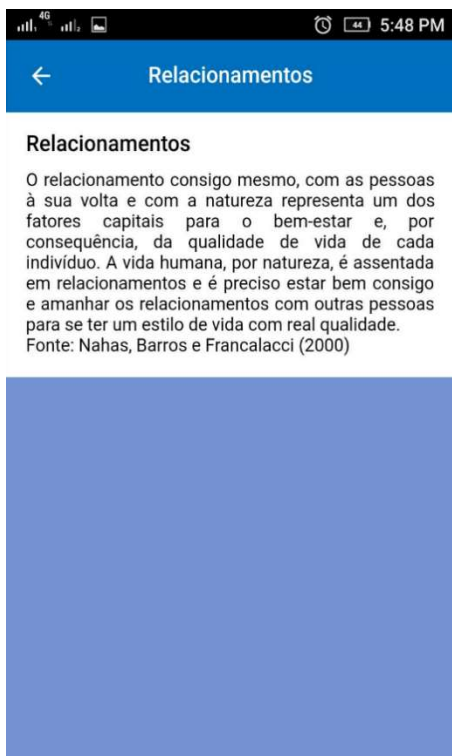 4G 44 5:48 PM
Relacionamentos
Relacionamentos
O relacionamento consigo mesmo, com as pessoas
à sua volta e com a natureza representa um dos
fatores capitais para o bem-estar e, por
consequência, da qualidade de vida de cada
indivíduo. A vida humana, por natureza, é assentada
em relacionamentos e é preciso estar bem consigo
e amanhar os relacionamentos com outras pessoas
para se ter um estilo de vida com real qualidade.
Fonte: Nahas, Barros e Francalacci (2000)